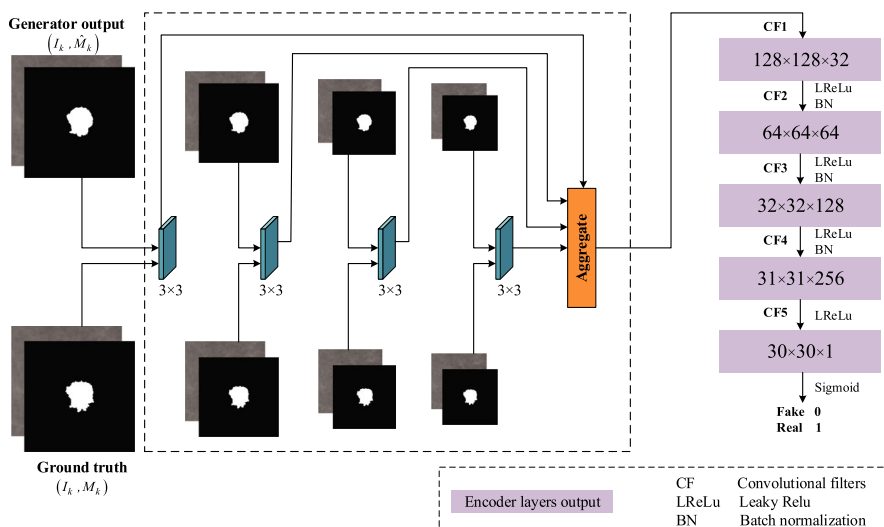 Generator output
(I_k , M̂_k)
3×3
3×3
3×3
3×3
Aggregate
Ground truth
(I_k , M_k)
CF1
128×128×32
CF2
LReLu
BN
64×64×64
CF3
LReLu
BN
32×32×128
CF4
LReLu
BN
31×31×256
CF5
LReLu
30×30×1
Sigmoid
Fake 0
Real 1
Encoder layers output
CF Convolutional filters
LReLu Leaky Relu
BN Batch normalization